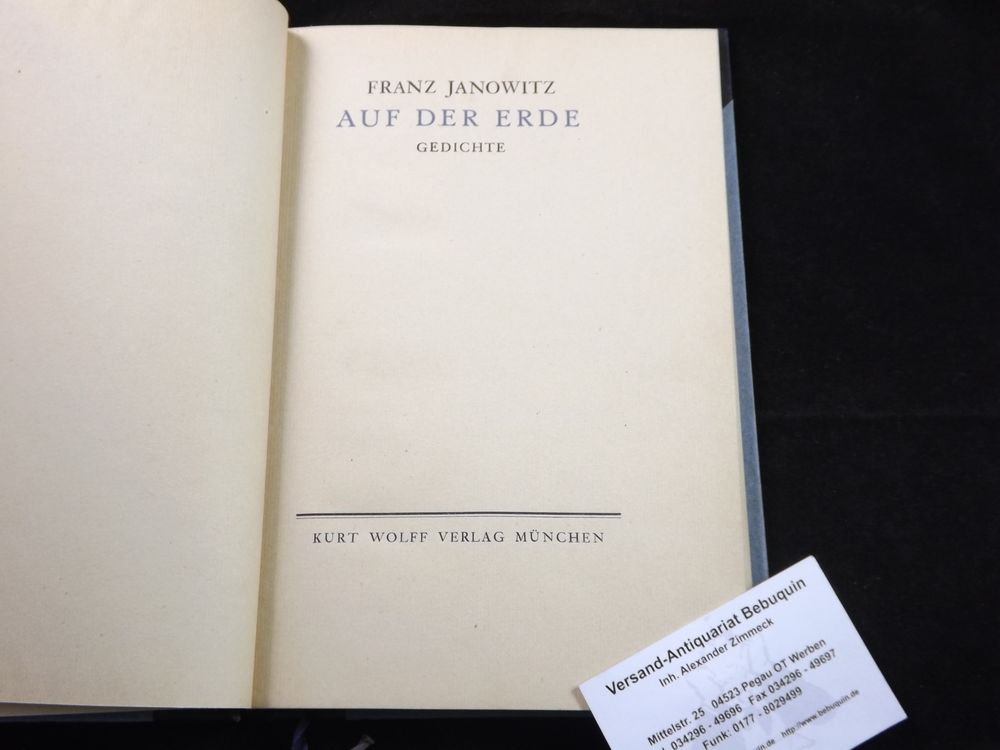 FRANZ JANOWITZ
AUF DER ERDE
GEDICHTE
KURT WOLFF VERLAG MÜNCHEN
Versand-Antiquariat Bebuquin
Inh. Alexander Zimmeck
Mittelstr. 25 04523 Pegau OT Werben
034296 - 49696 Fax 034296 - 49697
Funk: 0177 - 8029499
http://www.bebuquin.de